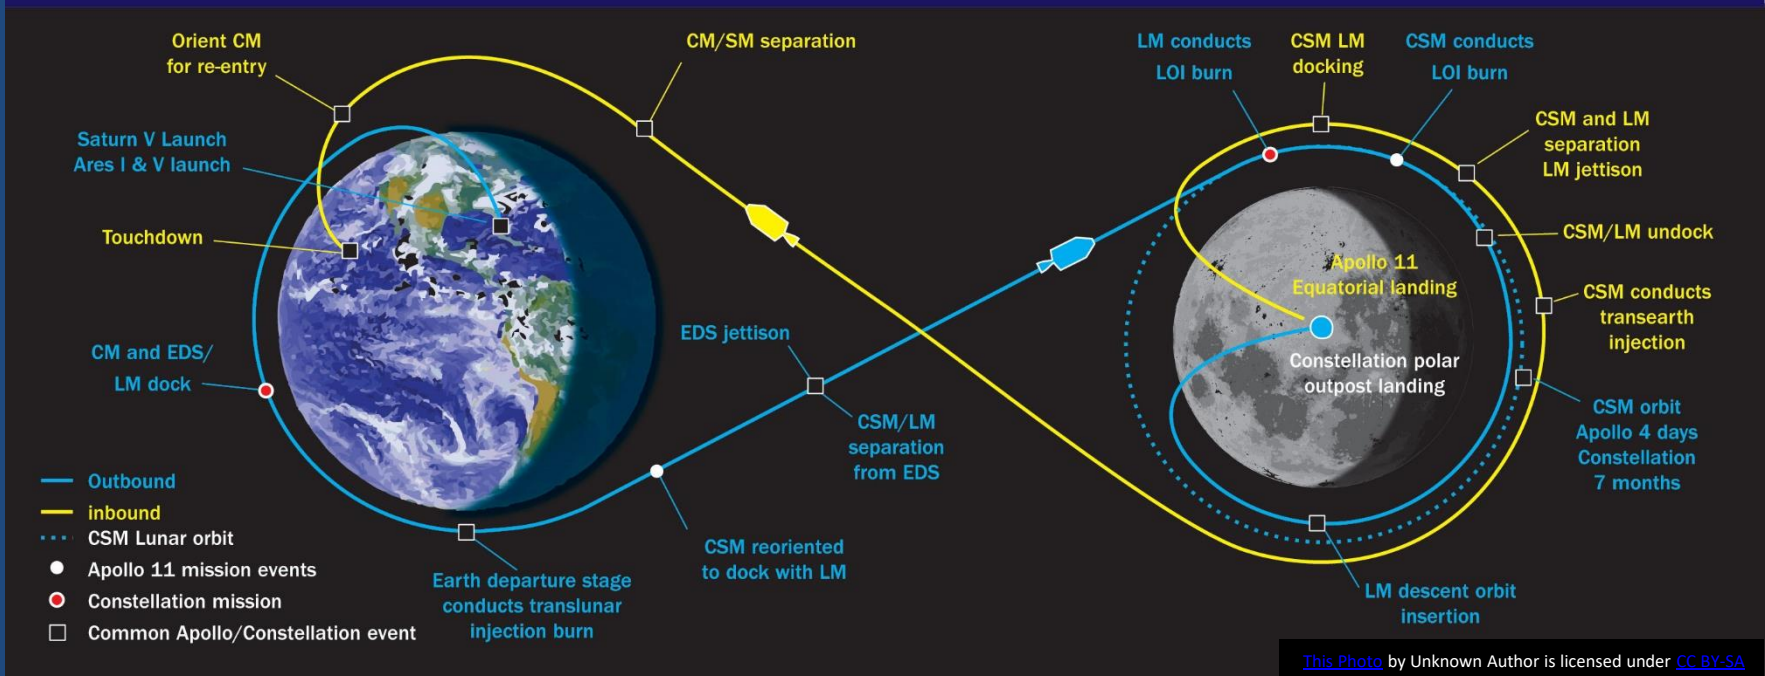 Orient CM
for re-entry
CM/SM separation
LM conducts
LOI burn
CSM LM
docking
CSM conducts
LOI burn
Saturn V Launch
Ares I & V launch
CSM and LM
separation
LM jettison
Touchdown
CSM/LM undock
Apollo 11
Equatorial landing
CSM conducts
transearth
injection
EDS jettison
CM and EDS/
LM dock
Constellation polar
outpost landing
CSM/LM
separation
from EDS
CSM orbit
Apollo 4 days
Constellation
7 months
Outbound
inbound
CSM Lunar orbit
Apollo 11 mission events
Constellation mission
Common Apollo/Constellation event
Earth departure stage
conducts translunar
injection burn
CSM reoriented
to dock with LM
LM descent orbit
insertion
This Photo by Unknown Author is licensed under CC BY-SA